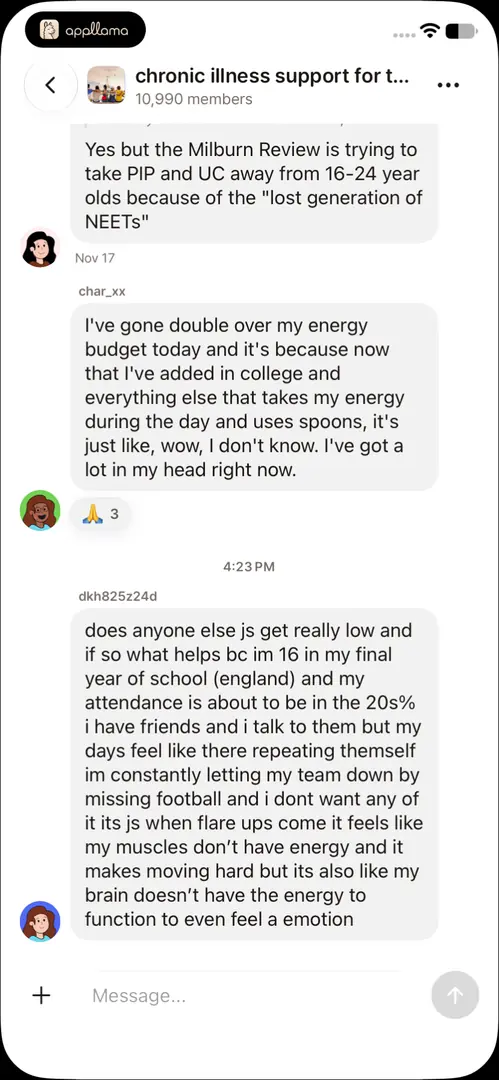 appllama
chronic illness support for t...
10,990 members
Yes but the Milburn Review is trying to
take PIP and UC away from 16-24 year
olds because of the "lost generation of
NEETs"
Nov 17
char_xx
I've gone double over my energy
budget today and it's because now
that I've added in college and
everything else that takes my energy
during the day and uses spoons, it's
just like, wow, I don't know. I've got a
lot in my head right now.
🙏 3
4:23 PM
dkh825z24d
does anyone else js get really low and
if so what helps bc im 16 in my final
year of school (england) and my
attendance is about to be in the 20s%
i have friends and i talk to them but my
days feel like there repeating themself
im constantly letting my team down by
missing football and i dont want any of
it its js when flare ups come it feels like
my muscles don’t have energy and it
makes moving hard but its also like my
brain doesn’t have the energy to
function to even feel a emotion
Message...